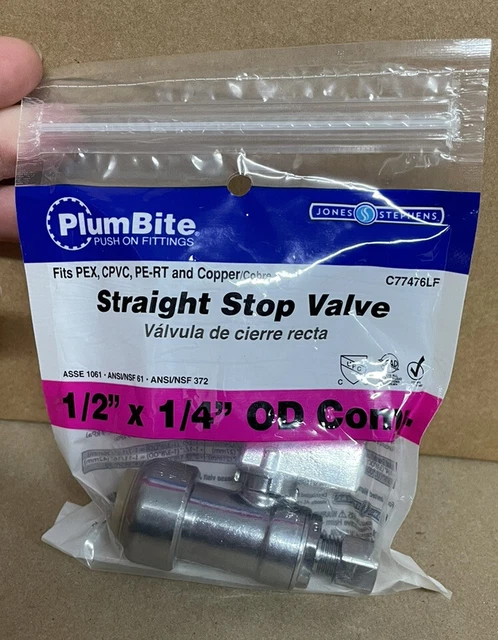 PlumBite®
PUSH ON FITTINGS
JONES S STEPHENS
Fits PEX, CPVC, PE-RT and Copper/Cobre
C77476LF
Straight Stop Valve
Válvula de cierre recta
ASSE 1061 · ANSI/NSF 61 · ANSI/NSF 372
UPC
C
1/2" x 1/4" OD Comp.